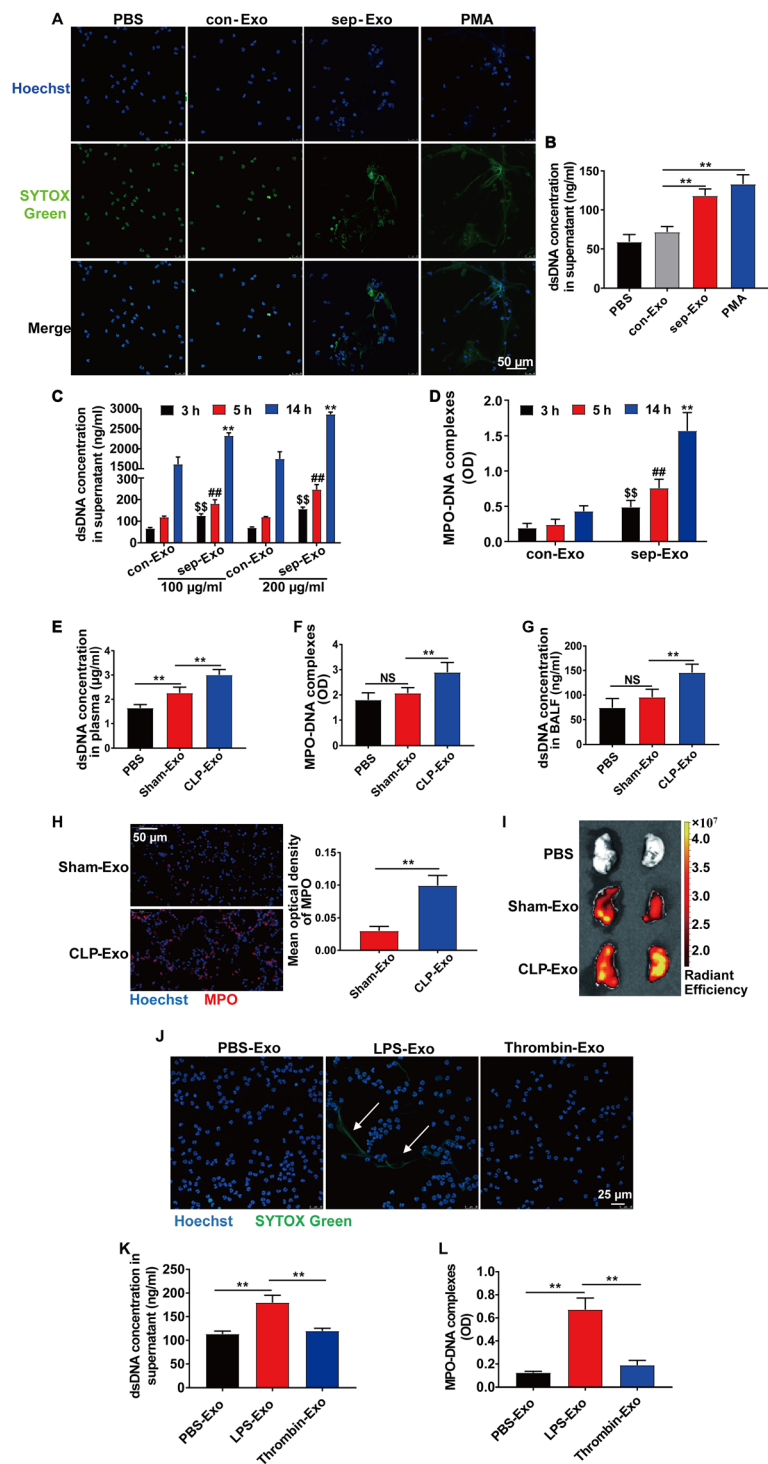 A
PBS
con-Exo
sep-Exo
PMA
Hoechst
SYTOX
Green
Merge
50 µm
B
dsDNA concentration
in supernatant (ng/ml)
150
100
50
0
**
**
PBS
con-Exo
sep-Exo
PMA
C
3 h
5 h
14 h
dsDNA concentration
in supernatant (ng/ml)
3000
2500
2000
1500
300
200
100
0
$$
##
**
$$
##
**
con-Exo
sep-Exo
con-Exo
sep-Exo
100 µg/ml
200 µg/ml
D
3 h
5 h
14 h
MPO-DNA complexes
(OD)
2.0
1.5
1.0
0.5
0.0
$$
##
**
con-Exo
sep-Exo
E
dsDNA concentration
in plasma (µg/ml)
4
3
2
1
0
**
**
PBS
Sham-Exo
CLP-Exo
F
MPO-DNA complexes
(OD)
4
3
2
1
0
NS
**
PBS
Sham-Exo
CLP-Exo
G
dsDNA concentration
in BALF (ng/ml)
200
150
100
50
0
NS
**
PBS
Sham-Exo
CLP-Exo
H
50 µm
Sham-Exo
CLP-Exo
Hoechst MPO
Mean optical density
of MPO
0.15
0.10
0.05
0.00
**
Sham-Exo
CLP-Exo
I
PBS
Sham-Exo
CLP-Exo
×10⁷
4.0
3.5
3.0
2.5
2.0
Radiant
Efficiency
J
PBS-Exo
LPS-Exo
Thrombin-Exo
25 µm
Hoechst SYTOX Green
K
dsDNA concentration in
supernatant (ng/ml)
250
200
150
100
50
0
**
**
PBS-Exo
LPS-Exo
Thrombin-Exo
L
MPO-DNA complexes
(OD)
1.0
0.8
0.6
0.4
0.2
0.0
**
**
PBS-Exo
LPS-Exo
Thrombin-Exo